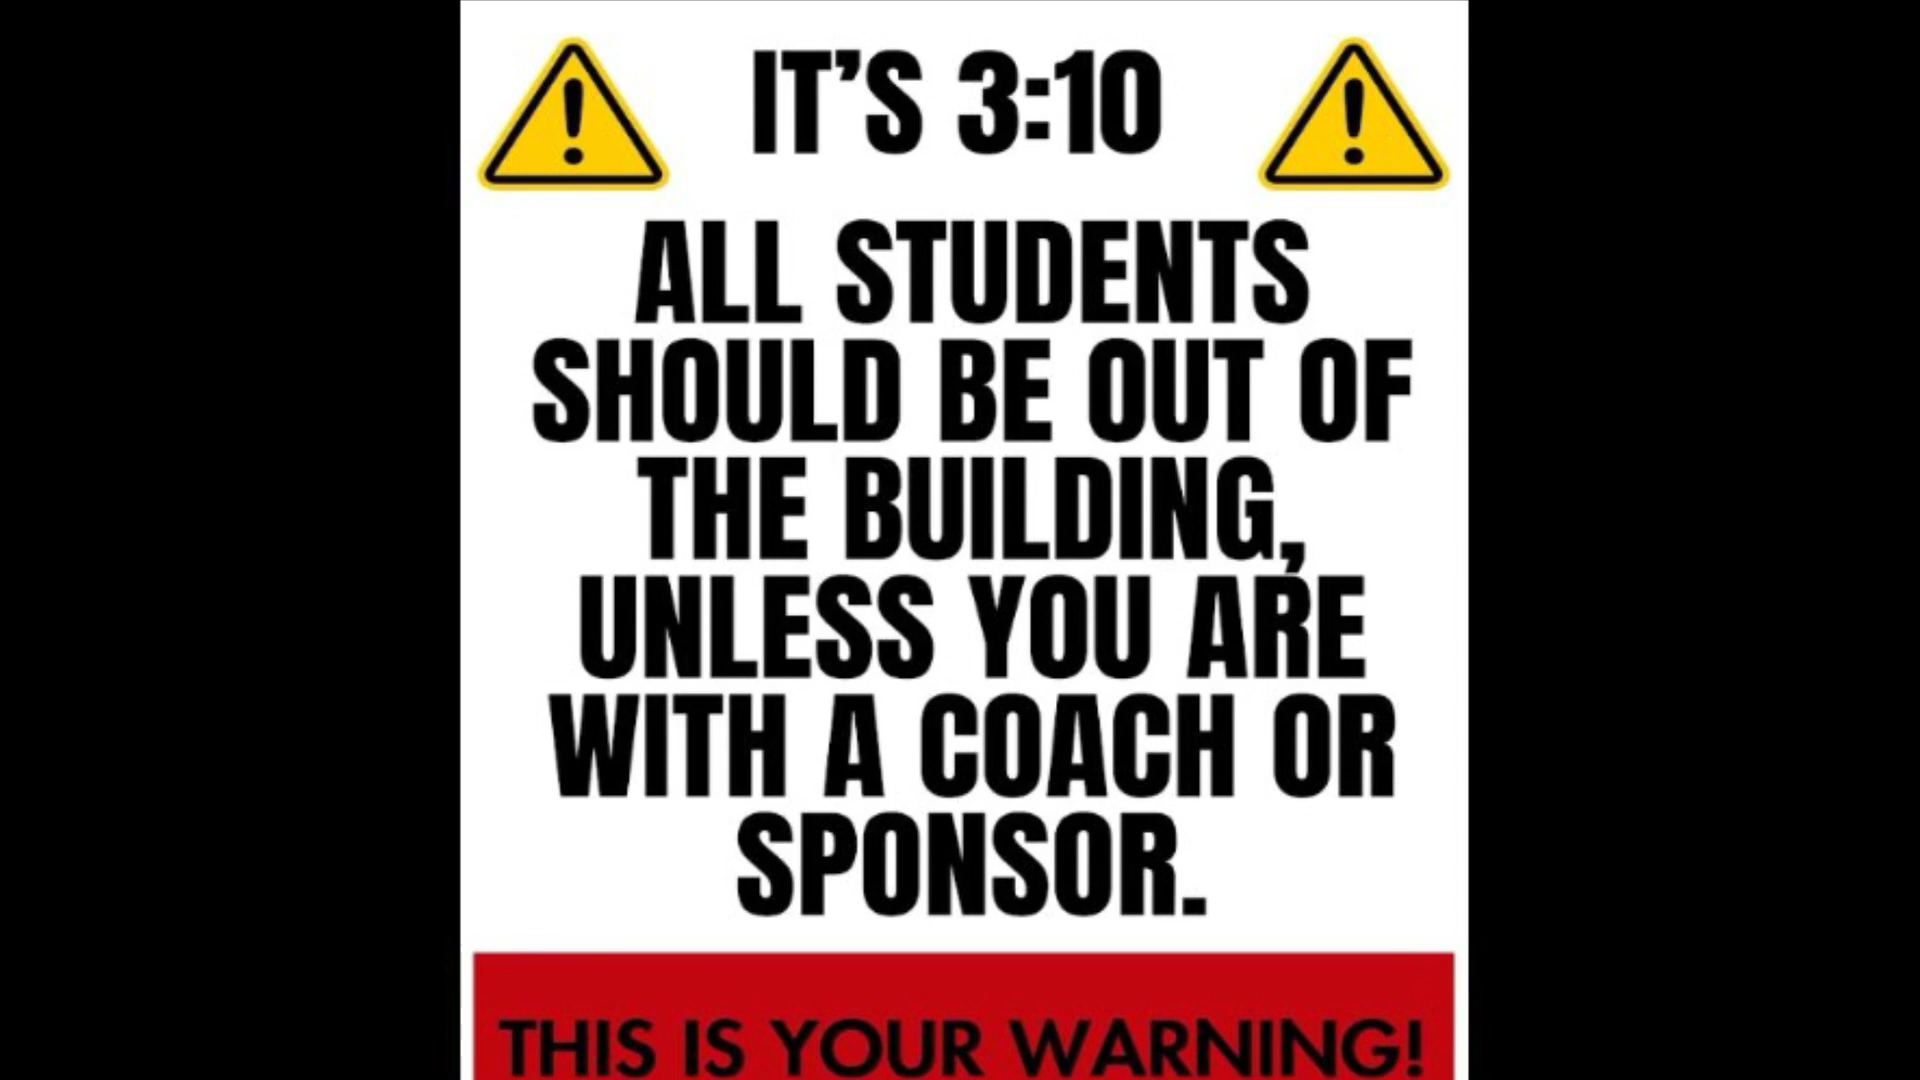 IT’S 3:10
ALL STUDENTS
SHOULD BE OUT OF
THE BUILDING,
UNLESS YOU ARE
WITH A COACH OR
SPONSOR.
THIS IS YOUR WARNING!